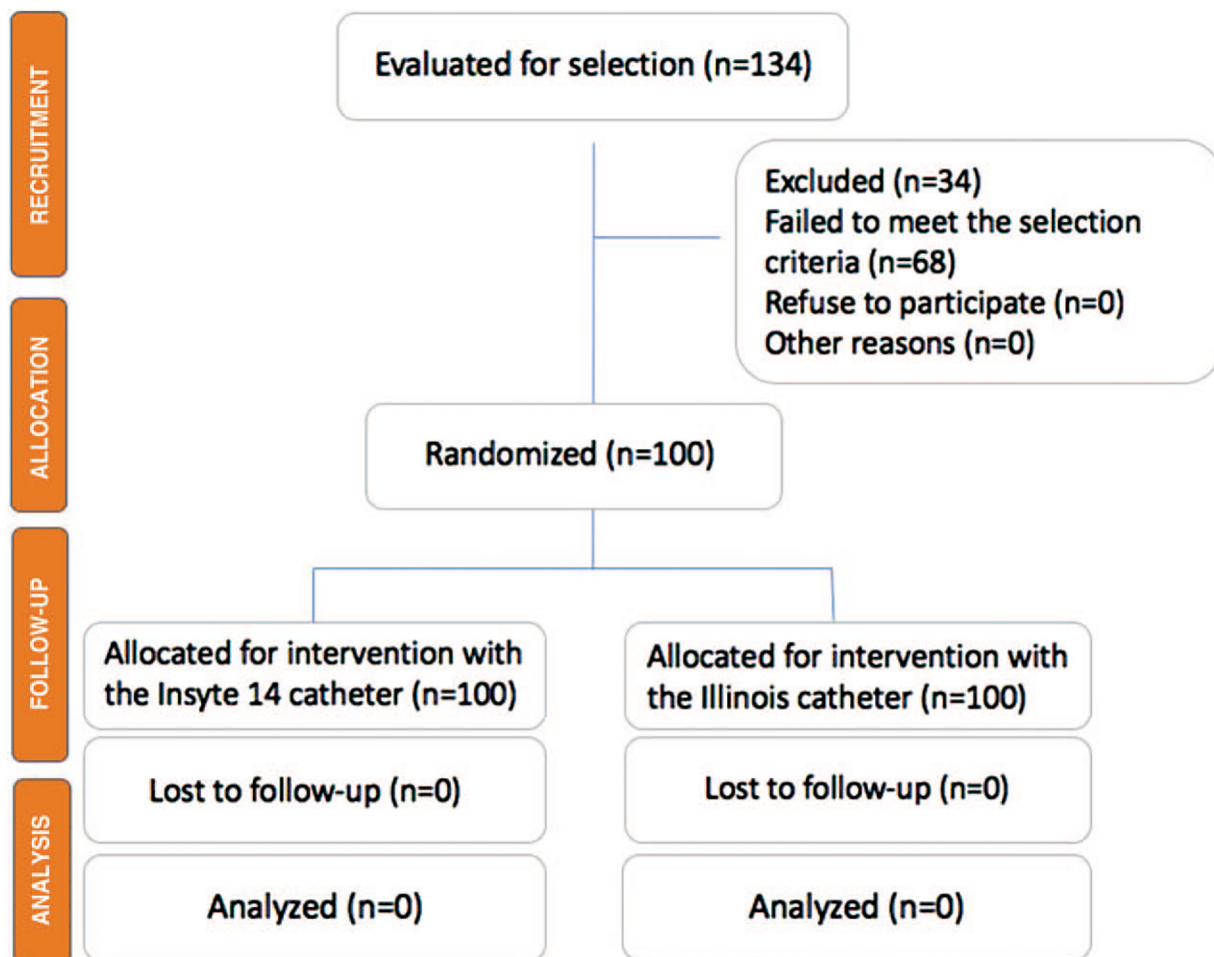 RECRUITMENT
Evaluated for selection (n=134)
Excluded (n=34)
Failed to meet the selection
criteria (n=68)
Refuse to participate (n=0)
Other reasons (n=0)
ALLOCATION
Randomized (n=100)
FOLLOW-UP
Allocated for intervention with
the Insyte 14 catheter (n=100)
Allocated for intervention with
the Illinois catheter (n=100)
Lost to follow-up (n=0)
Lost to follow-up (n=0)
ANALYSIS
Analyzed (n=0)
Analyzed (n=0)